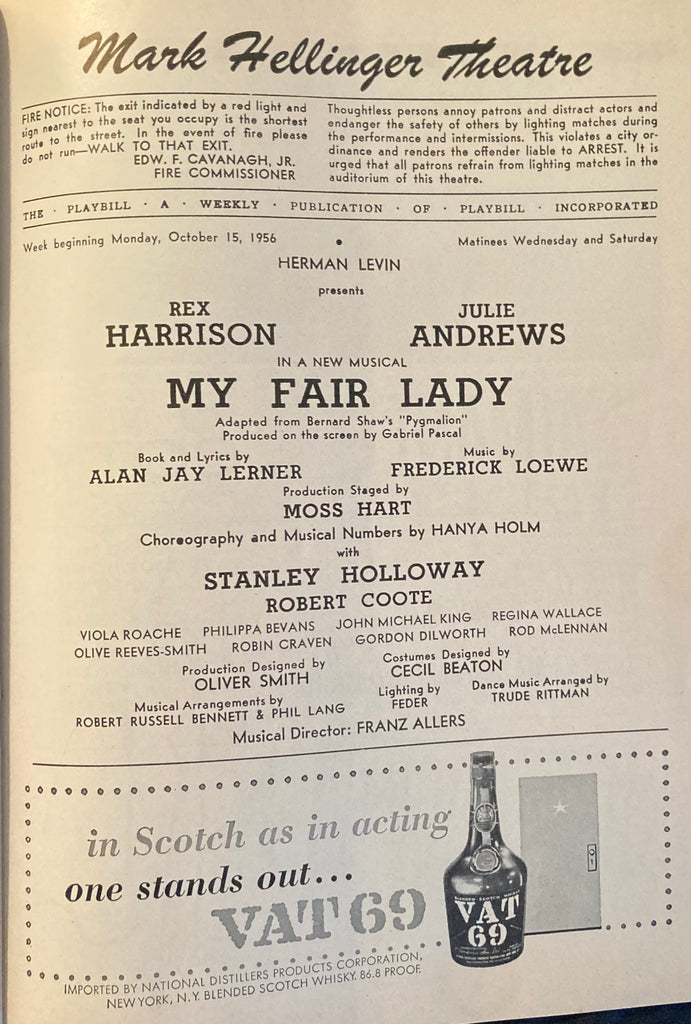 Mark Hellinger Theatre
FIRE NOTICE: The exit indicated by a red light and
sign nearest to the seat you occupy is the shortest
route to the street. In the event of fire please
do not run—WALK TO THAT EXIT.
EDW. F. CAVANAGH, JR.
FIRE COMMISSIONER
Thoughtless persons annoy patrons and distract actors and
endanger the safety of others by lighting matches during
the performance and intermissions. This violates a city or-
dinance and renders the offender liable to ARREST. It is
urged that all patrons refrain from lighting matches in the
auditorium of this theatre.
THE · PLAYBILL · A · WEEKLY · PUBLICATION · OF · PLAYBILL · INCORPORATED
Week beginning Monday, October 15, 1956 • Matinees Wednesday and Saturday
HERMAN LEVIN
presents
REX JULIE
HARRISON ANDREWS
IN A NEW MUSICAL
MY FAIR LADY
Adapted from Bernard Shaw's "Pygmalion"
Produced on the screen by Gabriel Pascal
Book and Lyrics by
ALAN JAY LERNER
Music by
FREDERICK LOEWE
Production Staged by
MOSS HART
Choreography and Musical Numbers by HANYA HOLM
with
STANLEY HOLLOWAY
ROBERT COOTE
VIOLA ROACHE PHILIPPA BEVANS JOHN MICHAEL KING REGINA WALLACE
OLIVE REEVES-SMITH ROBIN CRAVEN GORDON DILWORTH ROD McLENNAN
Production Designed by
OLIVER SMITH
Costumes Designed by
CECIL BEATON
Musical Arrangements by
ROBERT RUSSELL BENNETT & PHIL LANG
Lighting by
FEDER
Dance Music Arranged by
TRUDE RITTMAN
Musical Director: FRANZ ALLERS
in Scotch as in acting
one stands out...
VAT 69
BLENDED SCOTCH WHISKY
VAT
69
IMPORTED BY NATIONAL DISTILLERS PRODUCTS CORPORATION,
NEW YORK, N.Y. BLENDED SCOTCH WHISKY. 86.8 PROOF.